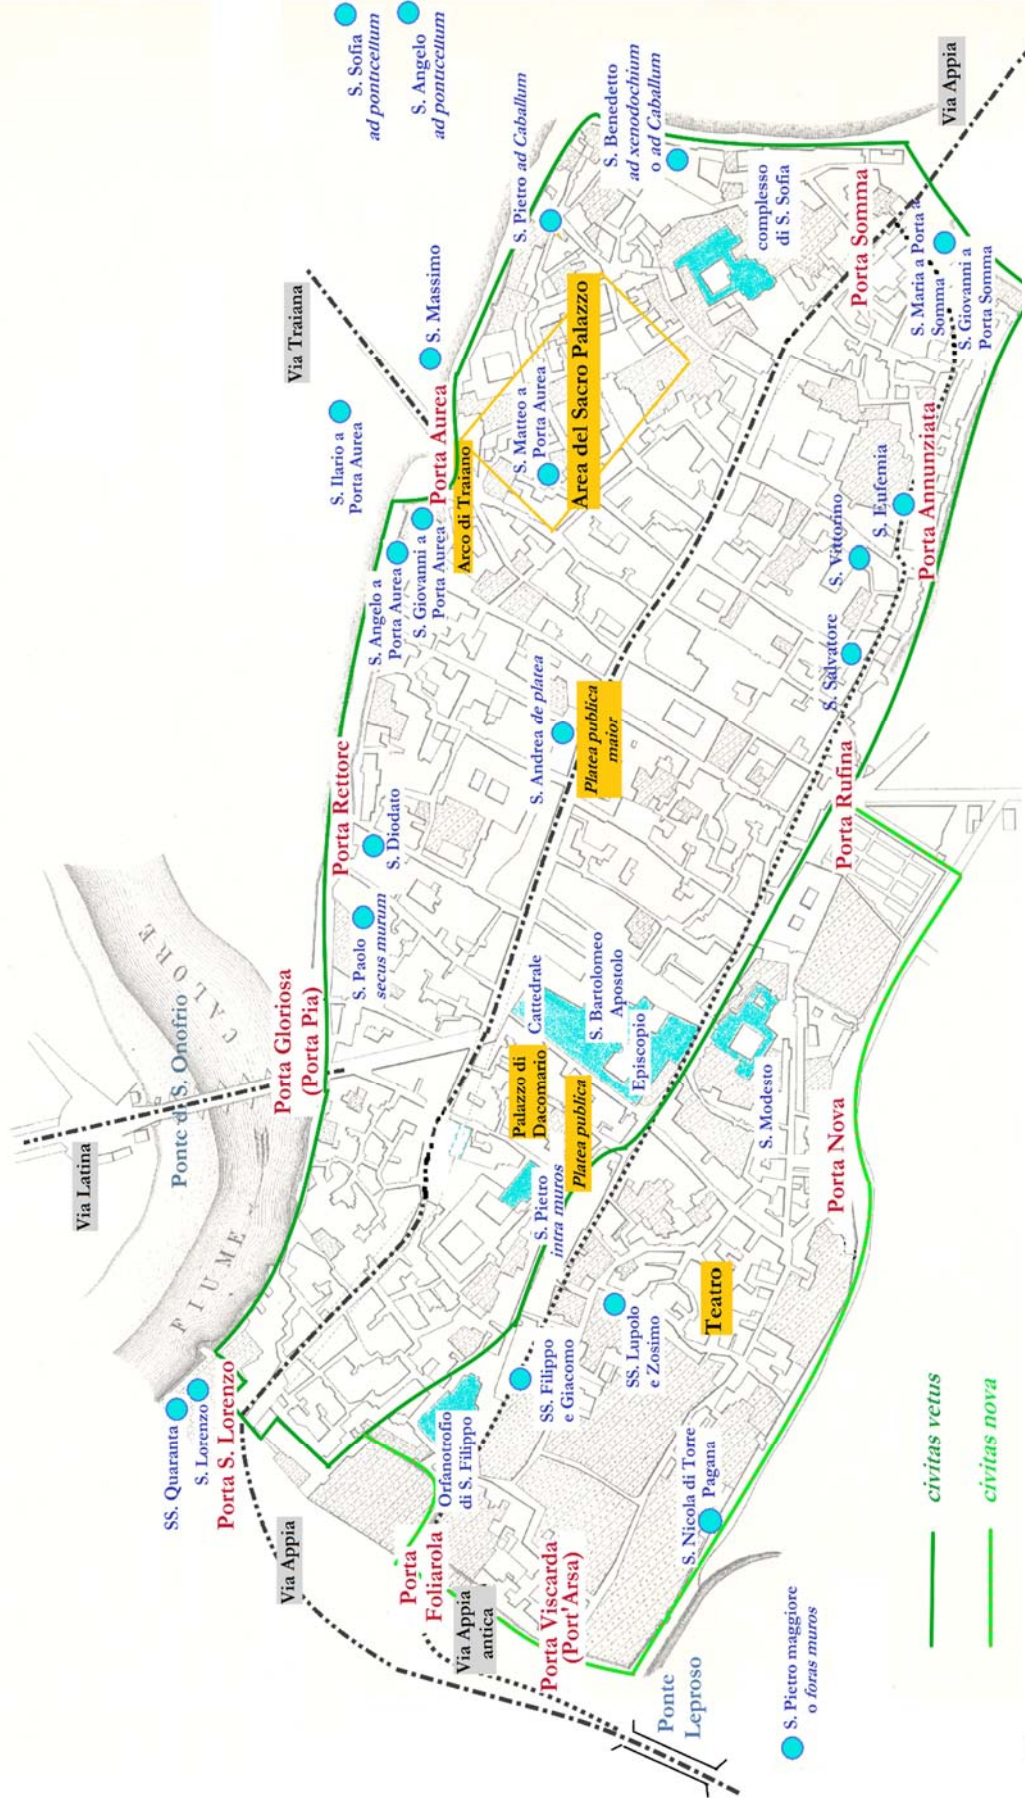 Via Latina
Ponte di S. Onofrio
FIUME
CALORE
SS. Quaranta
S. Lorenzo
Porta S. Lorenzo
Via Appia
Porta Gloriosa
(Porta Pia)
Porta Rettore
S. Paolo
secus murum
S. Diodato
Via Traiana
S. Ilario a
Porta Aurea
S. Sofia
ad ponticellum
S. Angelo
ad ponticellum
S. Angelo a
Porta Aurea
S. Giovanni a
Porta Aurea
Porta Aurea
Arco di Traiano
S. Massimo
S. Pietro ad Caballum
S. Matteo a
Porta Aurea
Area del Sacro Palazzo
S. Benedetto
ad xenodochium
o ad Caballum
complesso
di S. Sofia
Porta
Foliarola
Orfanotrofio
di S. Filippo
Via Appia
antica
Porta Viscarda
(Port'Arsa)
SS. Filippo
e Giacomo
S. Pietro
intra muros
Palazzo di
Dacomario
Platea publica
Cattedrale
S. Bartolomeo
Apostolo
Episcopio
S. Andrea de platea
Platea publica
maior
SS. Lupolo
e Zosimo
Teatro
S. Nicola di Torre
Pagana
S. Modesto
Porta Nova
Porta Rufina
S. Salvatore
S. Vittorino
S. Eufemia
Porta Annunziata
Porta Somma
S. Maria a Porta a
Somma
S. Giovanni a
Porta Somma
Via Appia
Ponte
Leproso
S. Pietro maggiore
o foras muros
civitas vetus
civitas nova